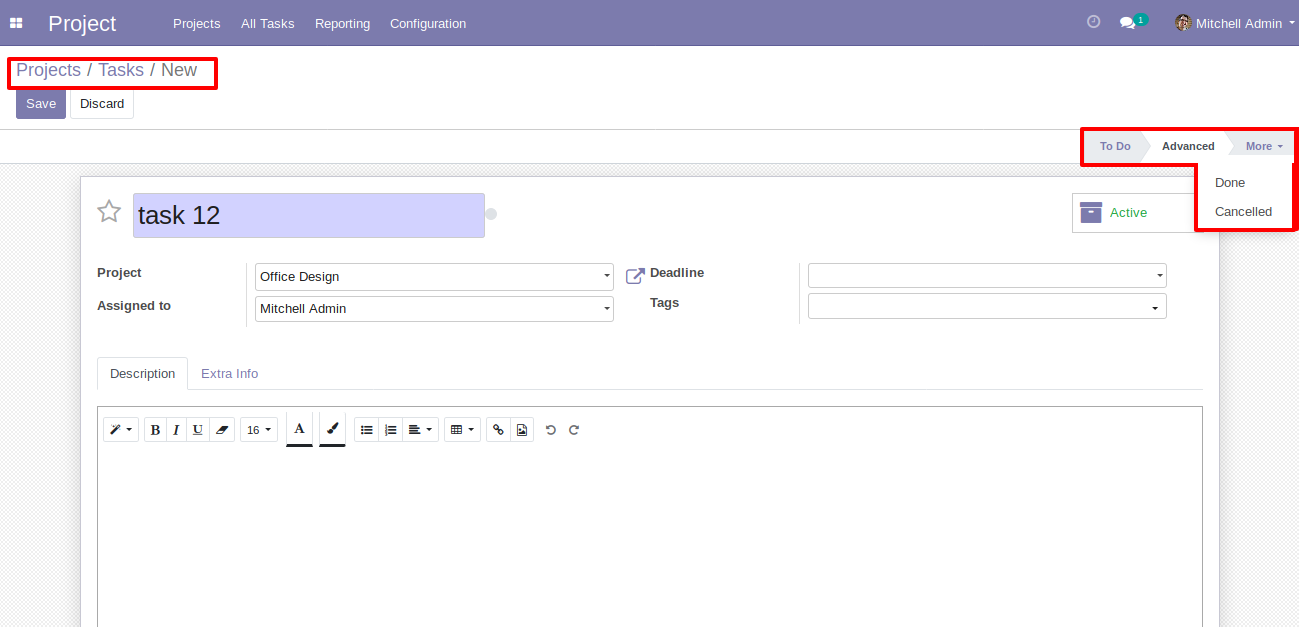 Project Projects All Tasks Reporting Configuration 1 Mitchell Admin
Projects / Tasks / New
Save Discard
To Do Advanced More
Done
Cancelled
task 12
Active
Project Office Design
Assigned to Mitchell Admin
Deadline
Tags
Description Extra Info
B I U 16 A